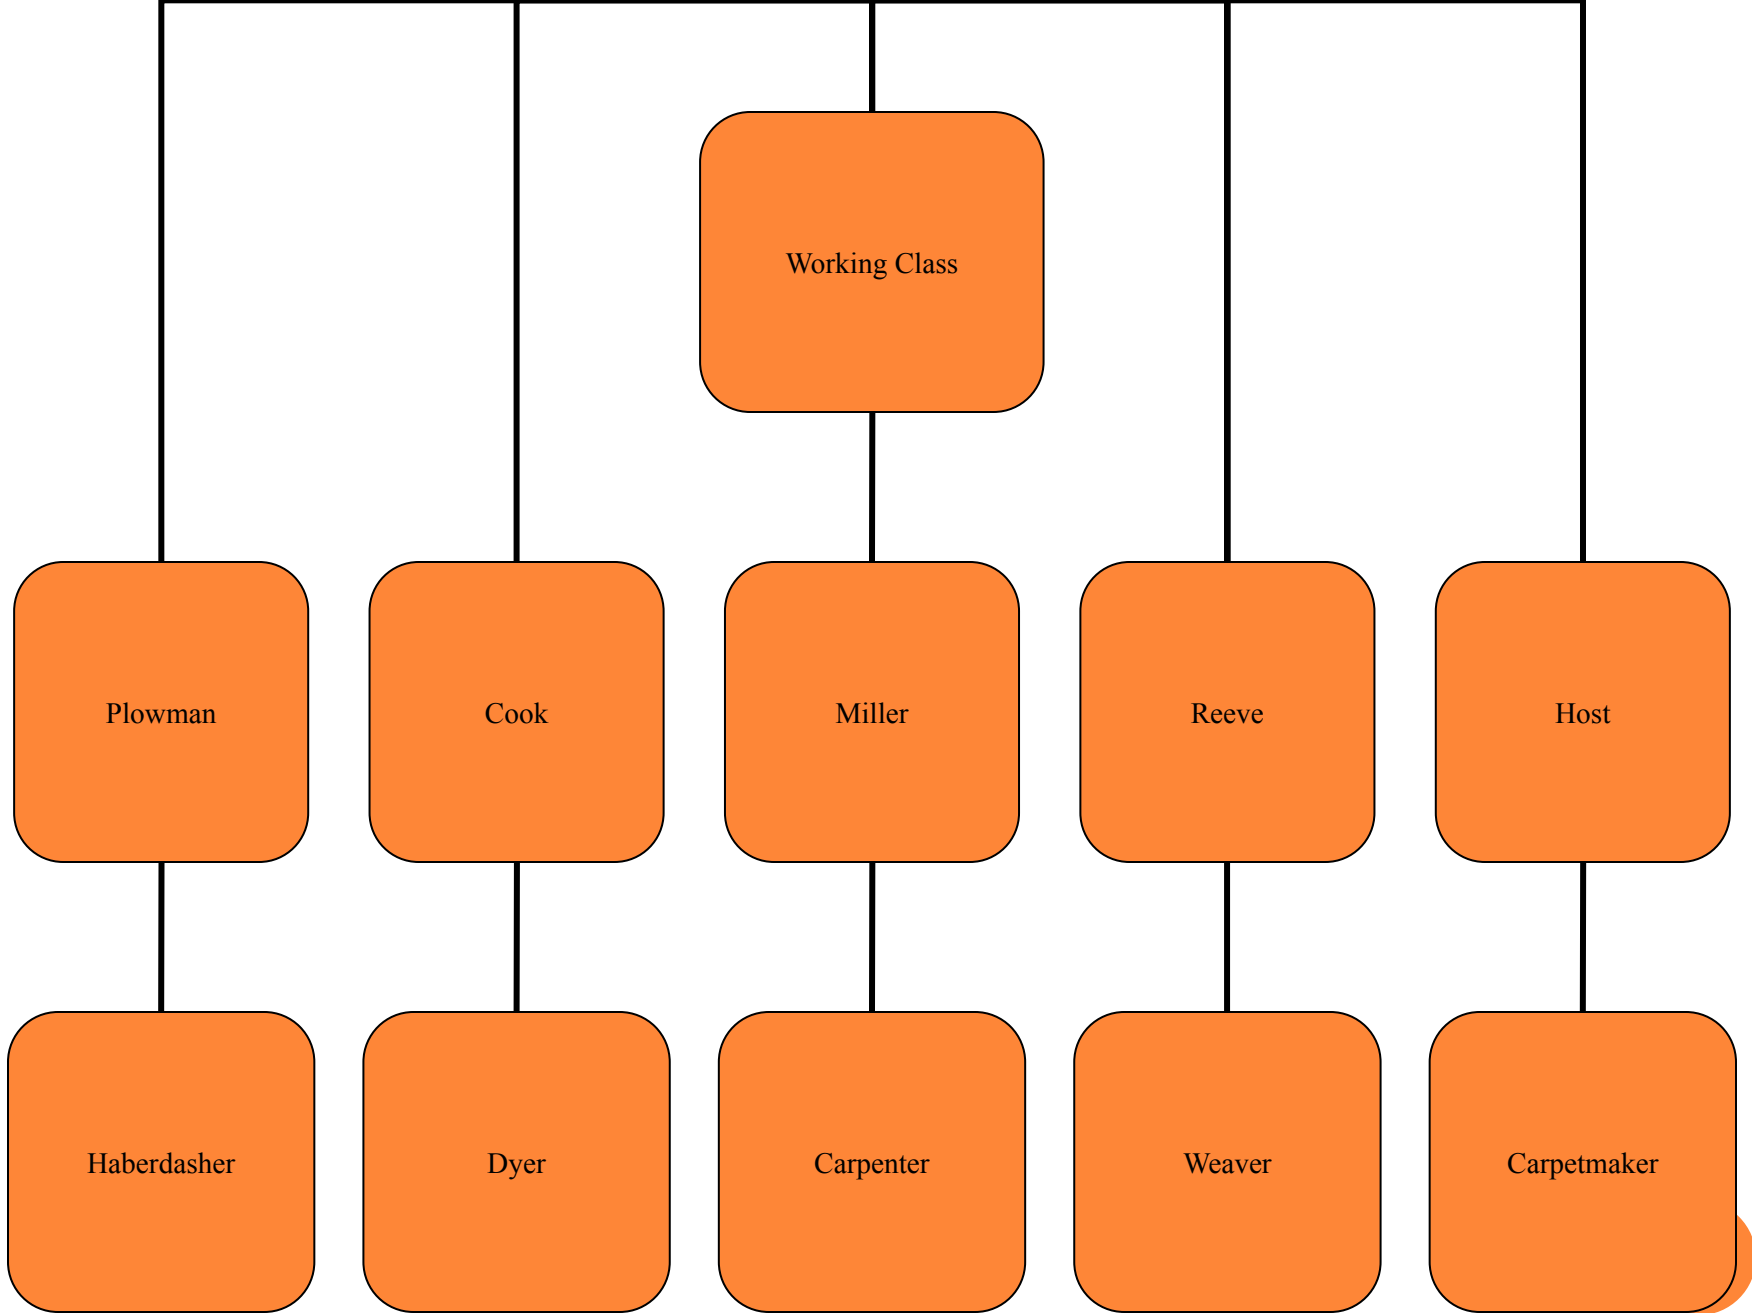 Working Class
Plowman
Cook
Miller
Reeve
Host
Haberdasher
Dyer
Carpenter
Weaver
Carpetmaker